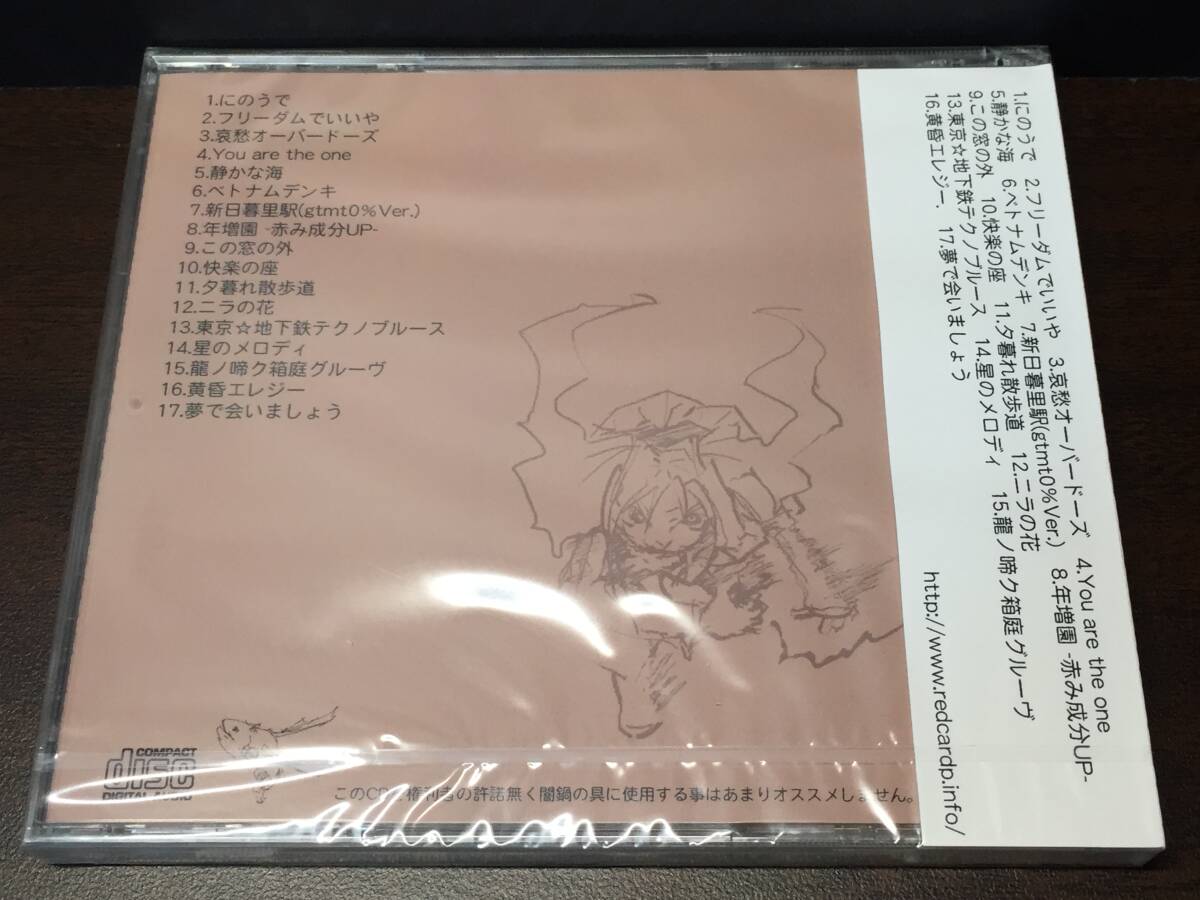 1.にのうで
2.フリーダムでいいや
3.哀愁オーバードーズ
4.You are the one
5.静かな海
6.ベトナムデンキ
7.新日暮里駅(gtmt0%Ver.)
8.年増園 -赤み成分UP-
9.この窓の外
10.快楽の座
11.夕暮れ散歩道
12.ニラの花
13.東京☆地下鉄テクノブルース
14.星のメロディ
15.龍ノ啼ク箱庭グルーヴ
16.黄昏エレジー
17.夢で会いましょう
COMPACT
disc
DIGITAL AUDIO
このCDを権利者の許諾無く闇鍋の具に使用する事はあまりオススメしません。
1.にのうで 2.フリーダムでいいや 3.哀愁オーバードーズ 4.You are the one
5.静かな海 6.ベトナムデンキ 7.新日暮里駅(gtmt0%Ver.) 8.年増園 -赤み成分UP-
9.この窓の外 10.快楽の座 11.夕暮れ散歩道 12.ニラの花
13.東京☆地下鉄テクノブルース 14.星のメロディ 15.龍ノ啼ク箱庭グルーヴ
16.黄昏エレジー. 17.夢で会いましょう
http://www.redcardp.info/